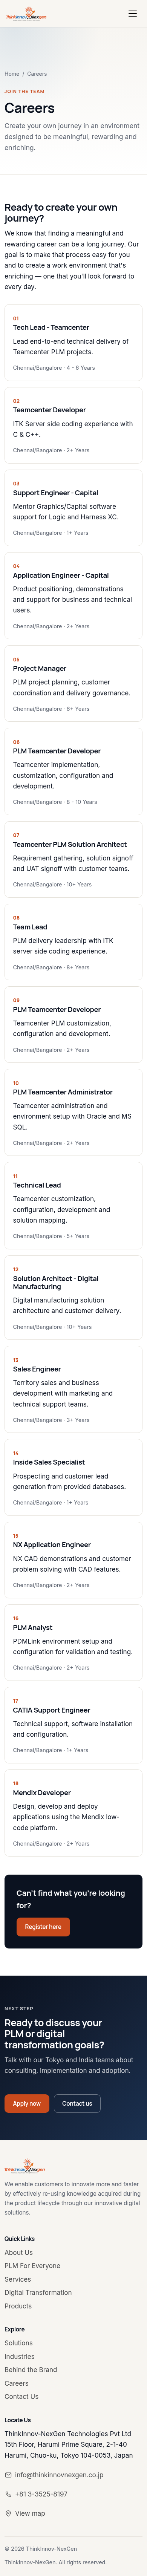 ThinkInnov-NexGen
Home / Careers
JOIN THE TEAM
Careers
Create your own journey in an environment
designed to be meaningful, rewarding and
enriching.
Ready to create your own
journey?
We know that finding a meaningful and
rewarding career can be a long journey. Our
goal is to make that process easy for you
and to create a work environment that's
enriching — one that you'll look forward to
every day.
01
Tech Lead - Teamcenter
Lead end-to-end technical delivery of
Teamcenter PLM projects.
Chennai/Bangalore · 4 - 6 Years
02
Teamcenter Developer
ITK Server side coding experience with
C & C++.
Chennai/Bangalore · 2+ Years
03
Support Engineer - Capital
Mentor Graphics/Capital software
support for Logic and Harness XC.
Chennai/Bangalore · 1+ Years
04
Application Engineer - Capital
Product positioning, demonstrations
and support for business and technical
users.
Chennai/Bangalore · 2+ Years
05
Project Manager
PLM project planning, customer
coordination and delivery governance.
Chennai/Bangalore · 6+ Years
06
PLM Teamcenter Developer
Teamcenter implementation,
customization, configuration and
development.
Chennai/Bangalore · 8 - 10 Years
07
Teamcenter PLM Solution Architect
Requirement gathering, solution signoff
and UAT signoff with customer teams.
Chennai/Bangalore · 10+ Years
08
Team Lead
PLM delivery leadership with ITK
server side coding experience.
Chennai/Bangalore · 8+ Years
09
PLM Teamcenter Developer
Teamcenter PLM customization,
configuration and development.
Chennai/Bangalore · 2+ Years
10
PLM Teamcenter Administrator
Teamcenter administration and
environment setup with Oracle and MS
SQL.
Chennai/Bangalore · 2+ Years
11
Technical Lead
Teamcenter customization,
configuration, development and
solution mapping.
Chennai/Bangalore · 5+ Years
12
Solution Architect - Digital
Manufacturing
Digital manufacturing solution
architecture and customer delivery.
Chennai/Bangalore · 10+ Years
13
Sales Engineer
Territory sales and business
development with marketing and
technical support teams.
Chennai/Bangalore · 3+ Years
14
Inside Sales Specialist
Prospecting and customer lead
generation from provided databases.
Chennai/Bangalore · 1+ Years
15
NX Application Engineer
NX CAD demonstrations and customer
problem solving with CAD features.
Chennai/Bangalore · 2+ Years
16
PLM Analyst
PDMLink environment setup and
configuration for validation and testing.
Chennai/Bangalore · 2+ Years
17
CATIA Support Engineer
Technical support, software installation
and configuration.
Chennai/Bangalore · 1+ Years
18
Mendix Developer
Design, develop and deploy
applications using the Mendix low-
code platform.
Chennai/Bangalore · 2+ Years
Can't find what you're looking
for?
Register here
NEXT STEP
Ready to discuss your
PLM or digital
transformation goals?
Talk with our Tokyo and India teams about
consulting, implementation and adoption.
Apply now
Contact us
ThinkInnov-NexGen
We enable customers to innovate more and faster
by effectively re-using knowledge acquired during
the product lifecycle through our innovative digital
solutions.
Quick Links
About Us
PLM For Everyone
Services
Digital Transformation
Products
Explore
Solutions
Industries
Behind the Brand
Careers
Contact Us
Locate Us
ThinkInnov-NexGen Technologies Pvt Ltd
15th Floor, Harumi Prime Square, 2-1-40
Harumi, Chuo-ku, Tokyo 104-0053, Japan
info@thinkinnovnexgen.co.jp
+81 3-3525-8197
View map
© 2026 ThinkInnov-NexGen
ThinkInnov-NexGen. All rights reserved.